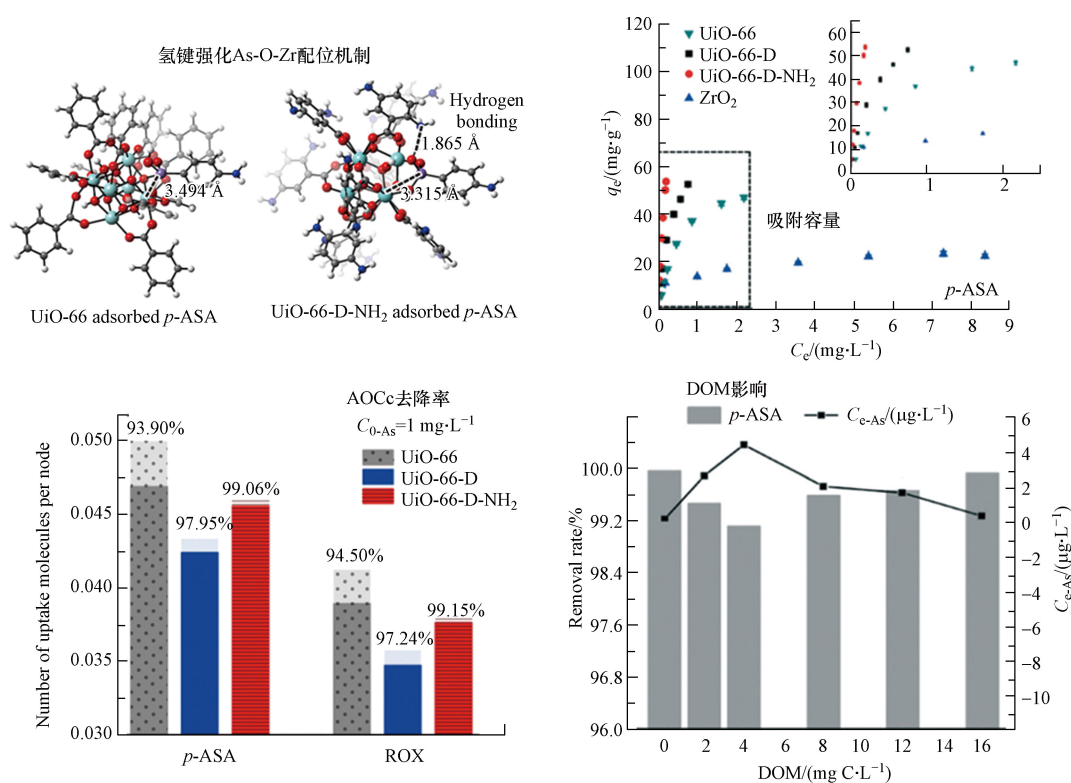 氢键强化As-O-Zr配位机制
Hydrogen
bonding
1.865 Å
3.494 Å
3.315 Å
UiO-66 adsorbed p-ASA
UiO-66-D-NH₂ adsorbed p-ASA
UiO-66
UiO-66-D
UiO-66-D-NH₂
ZrO₂
qe/(mg·g⁻¹)
120
100
80
60
40
20
0
0 1 2 3 4 5 6 7 8 9
Ce/(mg·L⁻¹)
60
50
40
30
20
10
0
0 1 2
吸附容量
p-ASA
AOCc去降率
C0-As=1 mg·L⁻¹
UiO-66
UiO-66-D
UiO-66-D-NH₂
Number of uptake molecules per node
0.050
0.045
0.040
0.035
0.030
93.90%
97.95%
99.06%
94.50%
97.24%
99.15%
p-ASA ROX
DOM影响
p-ASA
Ce-As/(μg·L⁻¹)
Removal rate/%
100.0
99.2
98.4
97.6
96.8
96.0
0 2 4 6 8 10 12 14 16
DOM/(mg C·L⁻¹)
6
4
2
0
−2
−4
−6
−8
−10
Ce-As/(μg·L⁻¹)